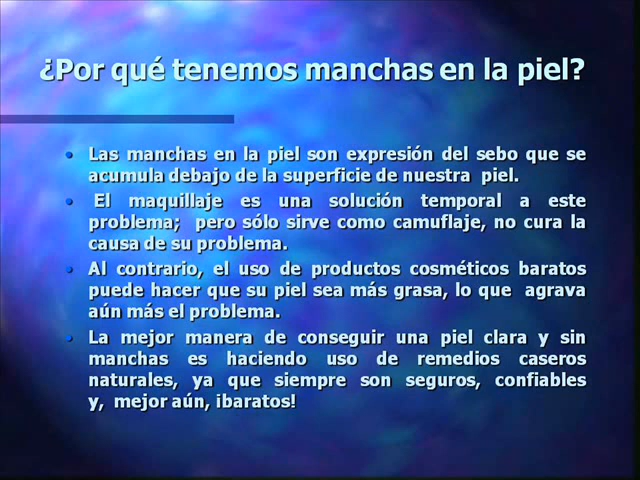 ¿Por qué tenemos manchas en la piel?
• Las manchas en la piel son expresión del sebo que se
acumula debajo de la superficie de nuestra piel.
• El maquillaje es una solución temporal a este
problema; pero sólo sirve como camuflaje, no cura la
causa de su problema.
• Al contrario, el uso de productos cosméticos baratos
puede hacer que su piel sea más grasa, lo que agrava
aún más el problema.
• La mejor manera de conseguir una piel clara y sin
manchas es haciendo uso de remedios caseros
naturales, ya que siempre son seguros, confiables
y, mejor aún, ¡baratos!